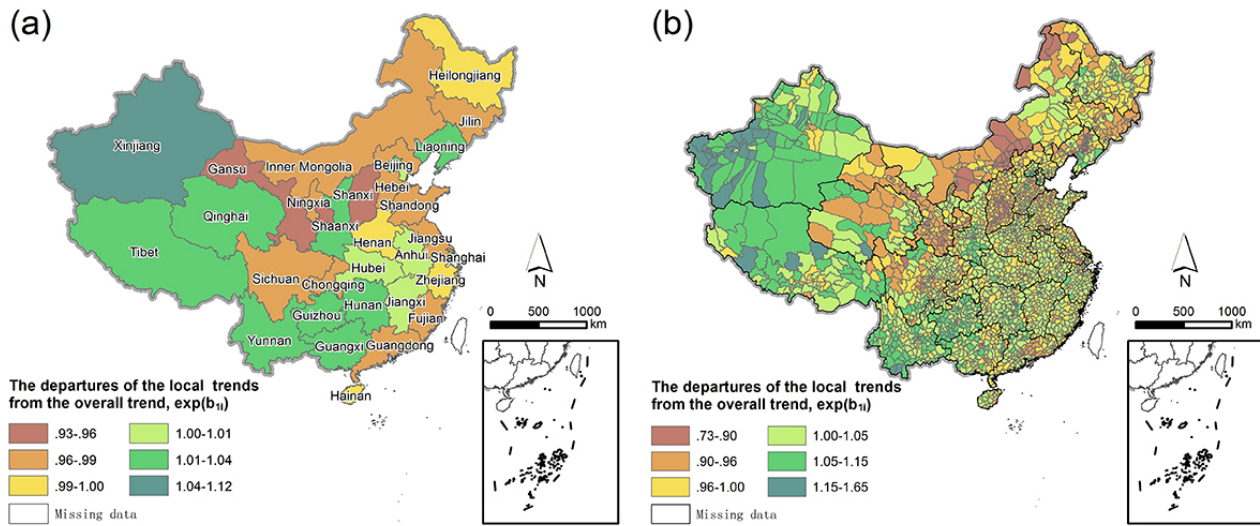 (a)
Heilongjiang
Jilin
Liaoning
Xinjiang
Inner Mongolia
Beijing
Gansu
Hebei
Shanxi
Ningxia
Shandong
Qinghai
Shaanxi
Henan
Jiangsu
Tibet
Anhui
Shanghai
Hubei
Sichuan
Chongqing
Zhejiang
Hunan
Jiangxi
Guizhou
Fujian
Yunnan
Guangxi
Guangdong
Hainan
N
0 500 1000
km
The departures of the local trends
from the overall trend, exp(b1i)
.93-.96 1.00-1.01
.96-.99 1.01-1.04
.99-1.00 1.04-1.12
Missing data
(b)
N
0 500 1000
km
The departures of the local trends
from the overall trend, exp(b1i)
.73-.90 1.00-1.05
.90-.96 1.05-1.15
.96-1.00 1.15-1.65
Missing data